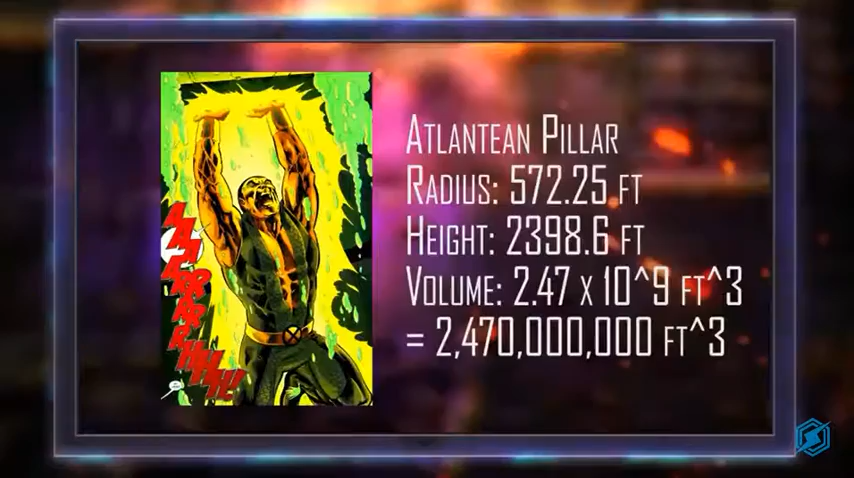 Atlantean Pillar
Radius: 572.25 ft
Height: 2398.6 ft
Volume: 2.47 x 10^9 ft^3
= 2,470,000,000 ft^3